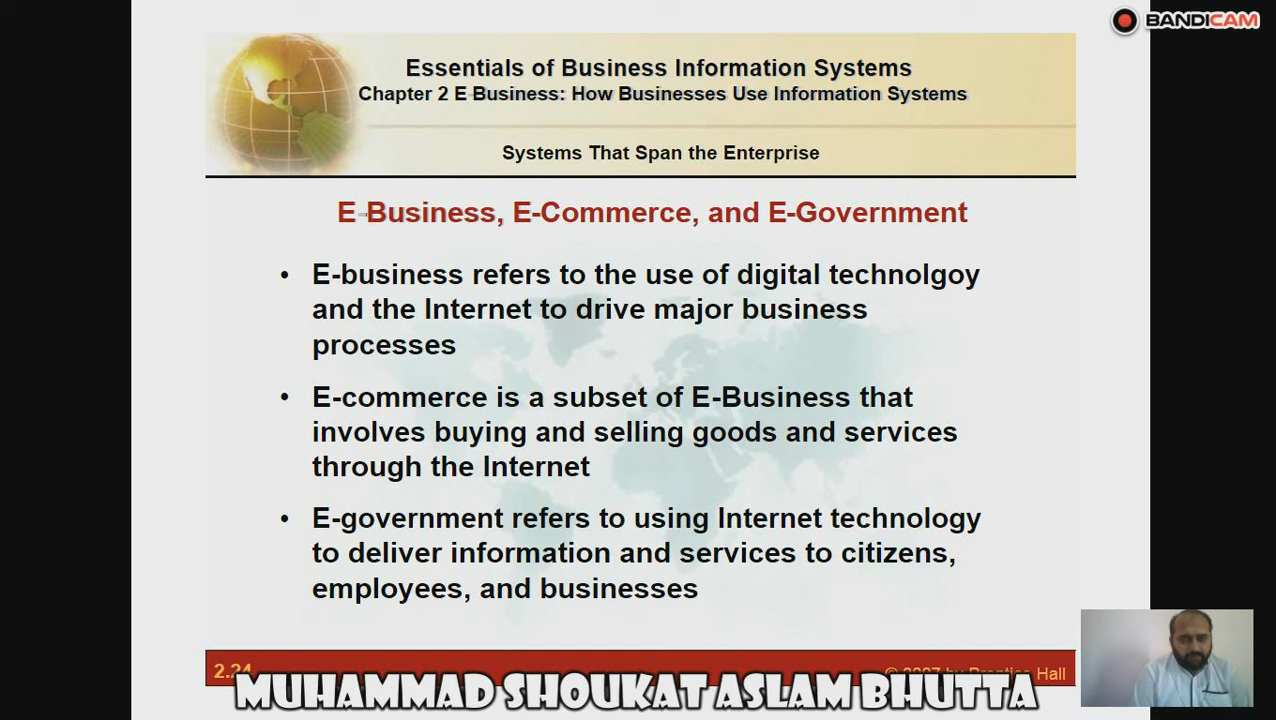 BANDICAM
Essentials of Business Information Systems
Chapter 2 E Business: How Businesses Use Information Systems
Systems That Span the Enterprise
E-Business, E-Commerce, and E-Government
• E-business refers to the use of digital technolgoy
and the Internet to drive major business
processes
• E-commerce is a subset of E-Business that
involves buying and selling goods and services
through the Internet
• E-government refers to using Internet technology
to deliver information and services to citizens,
employees, and businesses
2.24
© 2007 by Prentice Hall
MUHAMMAD SHOUKAT ASLAM BHUTTA